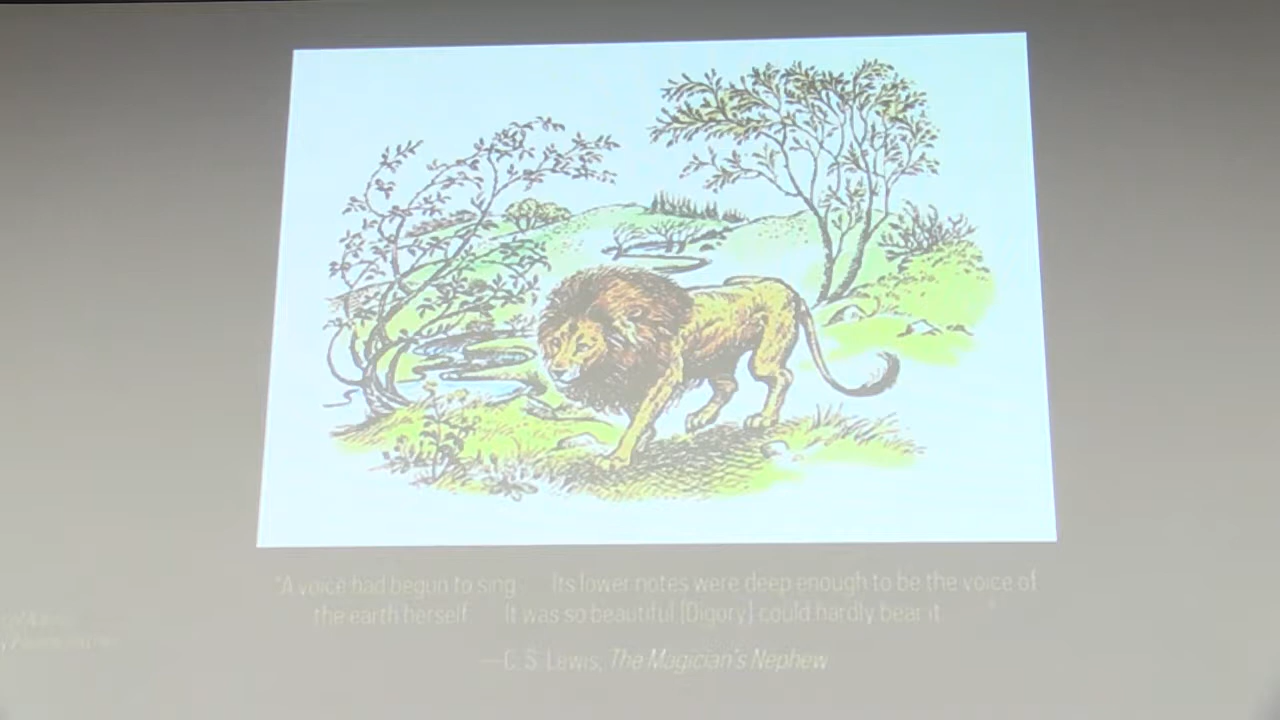 "A voice had begun to sing. Its lower notes were deep enough to be the voice of
the earth herself. It was so beautiful [Digory] could hardly bear it
—C. S. Lewis, The Magician's Nephew